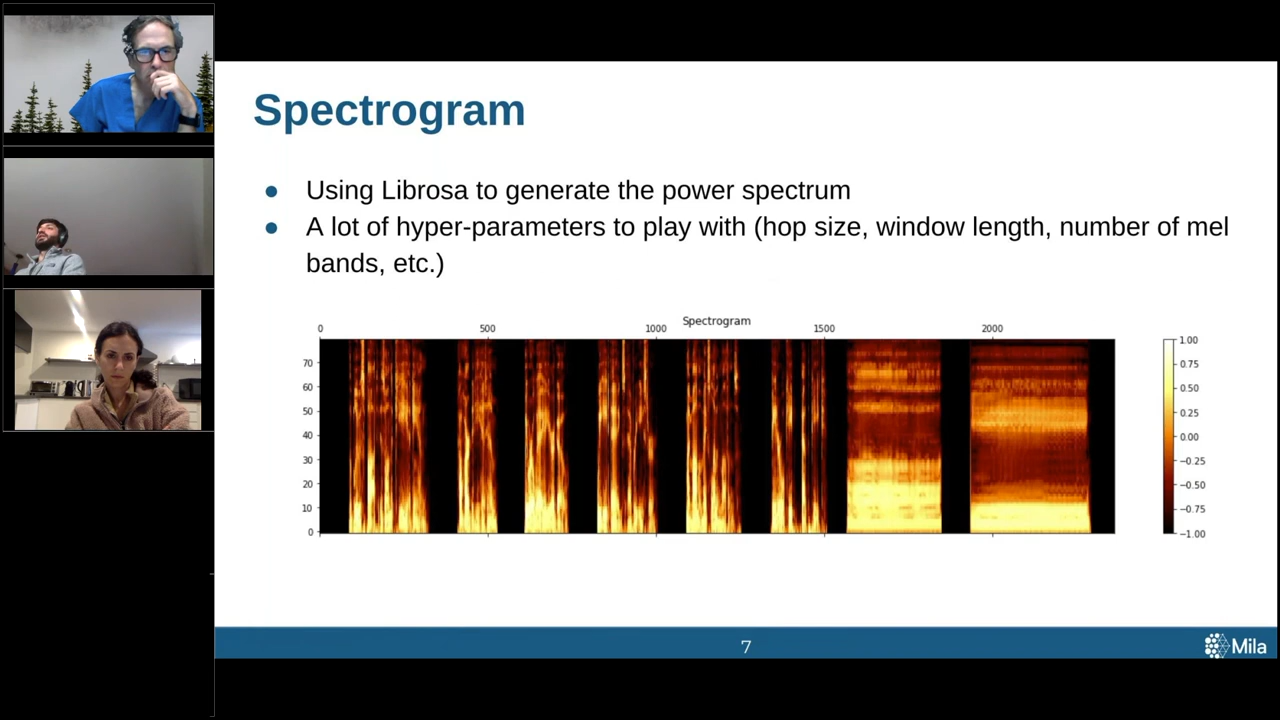 Spectrogram
● Using Librosa to generate the power spectrum
● A lot of hyper-parameters to play with (hop size, window length, number of mel
bands, etc.)
Spectrogram
0 500 1000 1500 2000
70
60
50
40
30
20
10
0
1.00
0.75
0.50
0.25
0.00
−0.25
−0.50
−0.75
−1.00
7
Mila